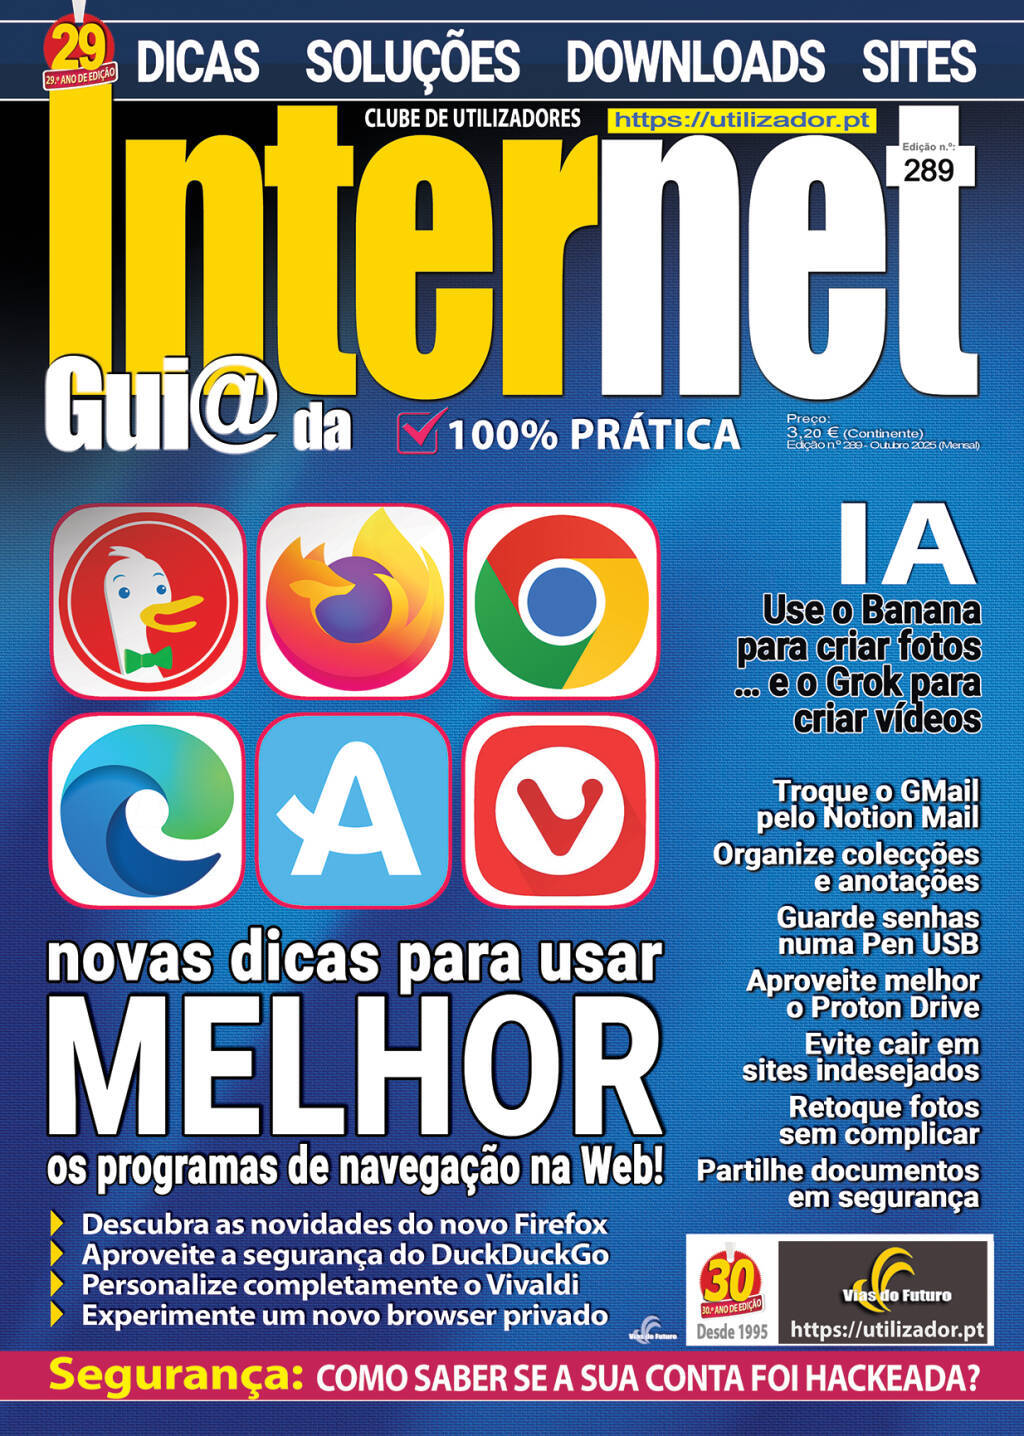 29
29.º ANO DE EDIÇÃO
DICAS SOLUÇÕES DOWNLOADS SITES
CLUBE DE UTILIZADORES
https://utilizador.pt
Internet
Edição n.º:
289
Gui@ da
100% PRÁTICA
Preço:
3,20 € (Continente)
Edição n.º 289 - Outubro 2025 (Mensal)
IA
Use o Banana
para criar fotos
... e o Grok para
criar vídeos
Troque o GMail
pelo Notion Mail
Organize colecções
e anotações
Guarde senhas
numa Pen USB
Aproveite melhor
o Proton Drive
Evite cair em
sites indesejados
Retoque fotos
sem complicar
Partilhe documentos
em segurança
novas dicas para usar
MELHOR
os programas de navegação na Web!
Descubra as novidades do novo Firefox
Aproveite a segurança do DuckDuckGo
Personalize completamente o Vivaldi
Experimente um novo browser privado
Vias do Futuro
30
30.º ANO DE EDIÇÃO
Desde 1995
Vias do Futuro
https://utilizador.pt
Segurança: COMO SABER SE A SUA CONTA FOI HACKEADA?